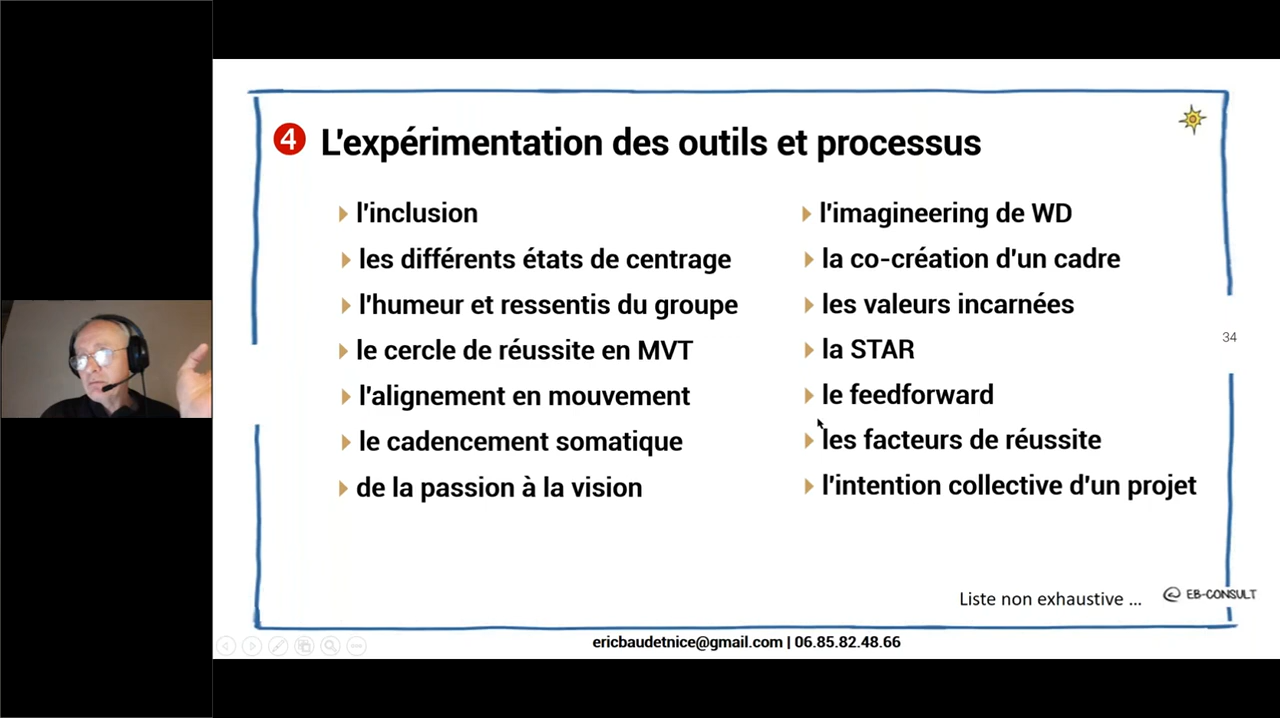 4 L'expérimentation des outils et processus
l'inclusion
les différents états de centrage
l'humeur et ressentis du groupe
le cercle de réussite en MVT
l'alignement en mouvement
le cadencement somatique
de la passion à la vision
l'imagineering de WD
la co-création d'un cadre
les valeurs incarnées
la STAR
le feedforward
les facteurs de réussite
l'intention collective d'un projet
34
Liste non exhaustive ...
@ EB-CONSULT
ericbaudetnice@gmail.com | 06.85.82.48.66